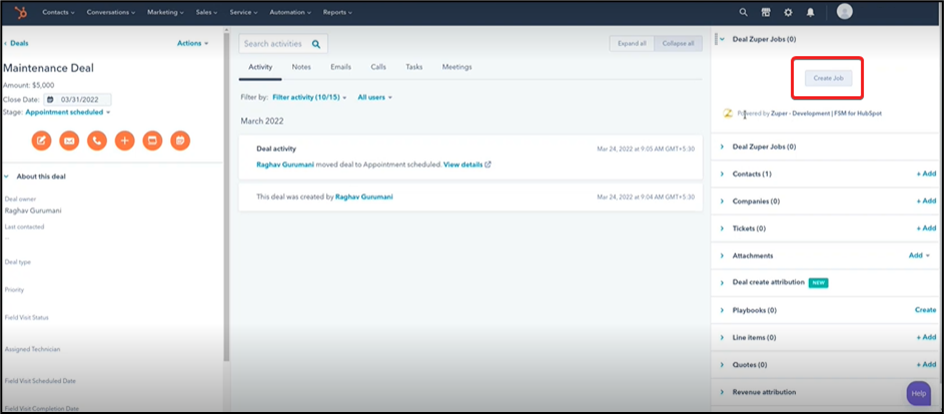 Contacts Conversations Marketing Sales Service Automation Reports
Deals
Actions
Maintenance Deal
Amount: $5,000
Close Date: 03/31/2022
Stage: Appointment scheduled
About this deal
Deal owner
Raghav Gurumani
Last contacted
--
Deal type
Priority
Field Visit Status
Assigned Technician
Field Visit Scheduled Date
Field Visit Completion Date
Search activities
Expand all Collapse all
Activity Notes Emails Calls Tasks Meetings
Filter by: Filter activity (10/15) All users
March 2022
Deal activity Mar 24, 2022 at 9:05 AM GMT+5:30
Raghav Gurumani moved deal to Appointment scheduled. View details
This deal was created by Raghav Gurumani Mar 24, 2022 at 9:04 AM GMT+5:30
Deal Zuper Jobs (0)
Create Job
Powered by Zuper - Development | FSM for HubSpot
Deal Zuper Jobs (0)
Contacts (1) + Add
Companies (0) + Add
Tickets (0) + Add
Attachments Add
Deal create attribution NEW
Playbooks (0) Create
Line items (0) + Add
Quotes (0) + Add
Revenue attribution
Help